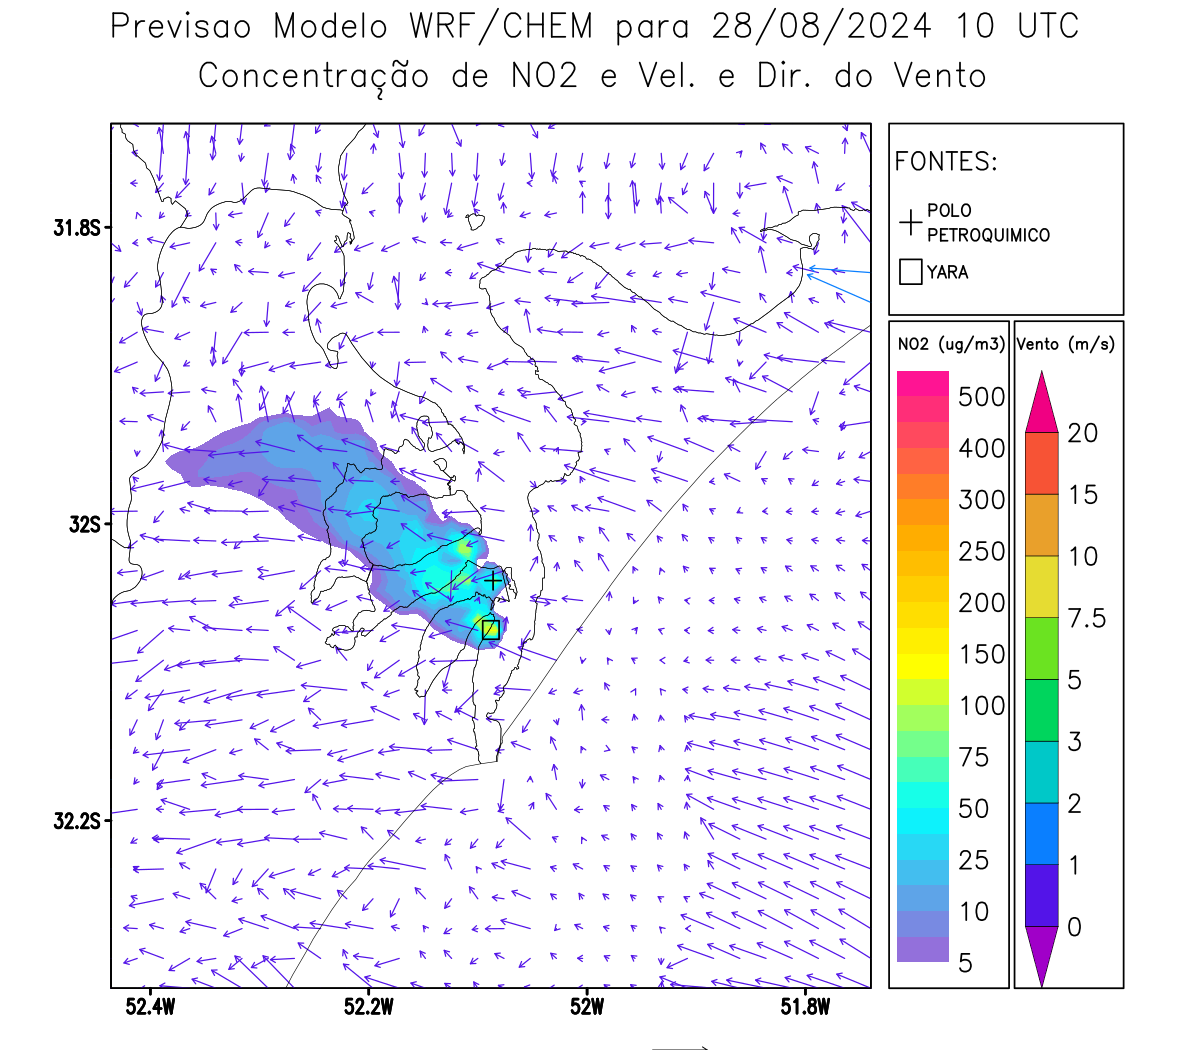 Previsao Modelo WRF/CHEM para 28/08/2024 10 UTC
Concentração de NO2 e Vel. e Dir. do Vento
FONTES:
POLO
PETROQUIMICO
YARA
NO2 (ug/m3)
500
400
300
250
200
150
100
75
50
25
10
5
Vento (m/s)
20
15
10
7.5
5
3
2
1
0
31.8S
32S
32.2S
52.4W
52.2W
52W
51.8W